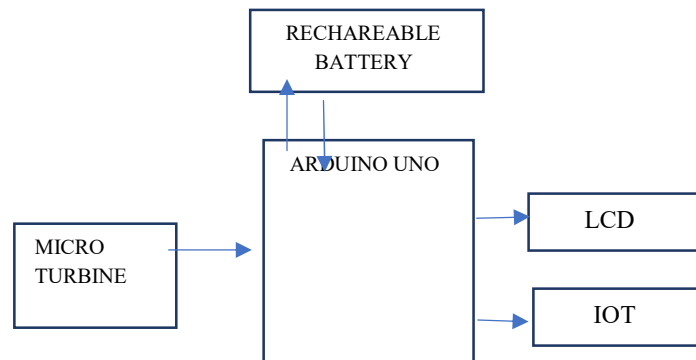 RECHAREABLE
BATTERY
ARDUINO UNO
MICRO
TURBINE
LCD
IOT